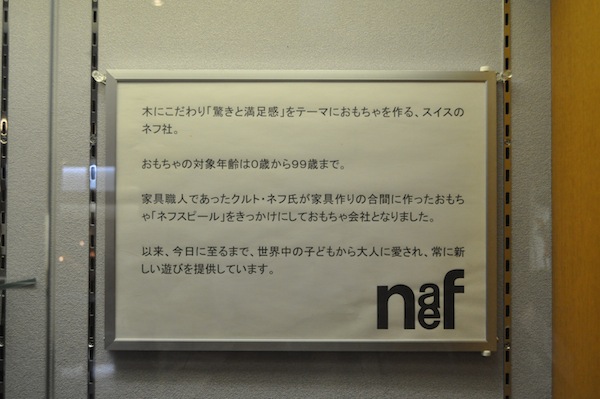 木にこだわり「驚きと満足感」をテーマにおもちゃを作る、スイスの
ネフ社。
おもちゃの対象年齢は0歳から99歳まで。
家具職人であったクルト・ネフ氏が家具作りの合間に作ったおも
ちゃ「ネフスピール」をきっかけにしておもちゃ会社となりました。
以来、今日に至るまで、世界中の子どもから大人に愛され、常に新
しい遊びを提供しています。
naef